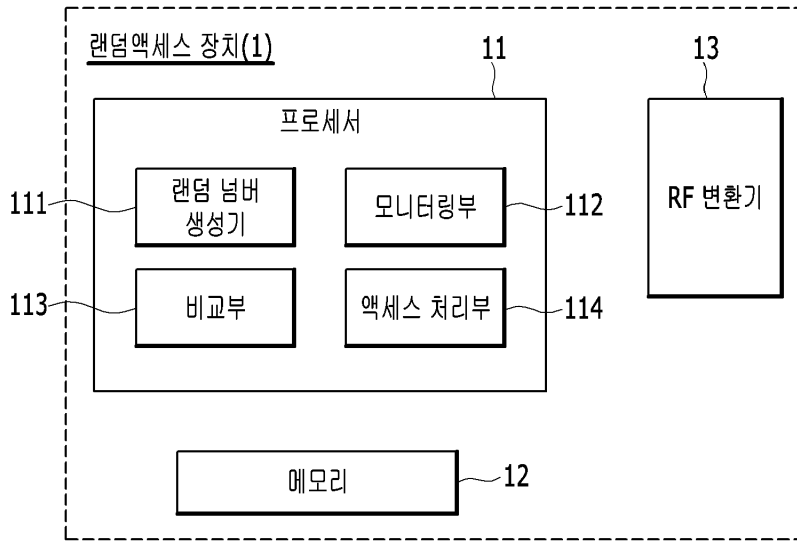 랜덤액세스 장치(1)
11
13
프로세서
랜덤 넘버
생성기
111
모니터링부
112
RF 변환기
비교부
113
액세스 처리부
114
메모리
12